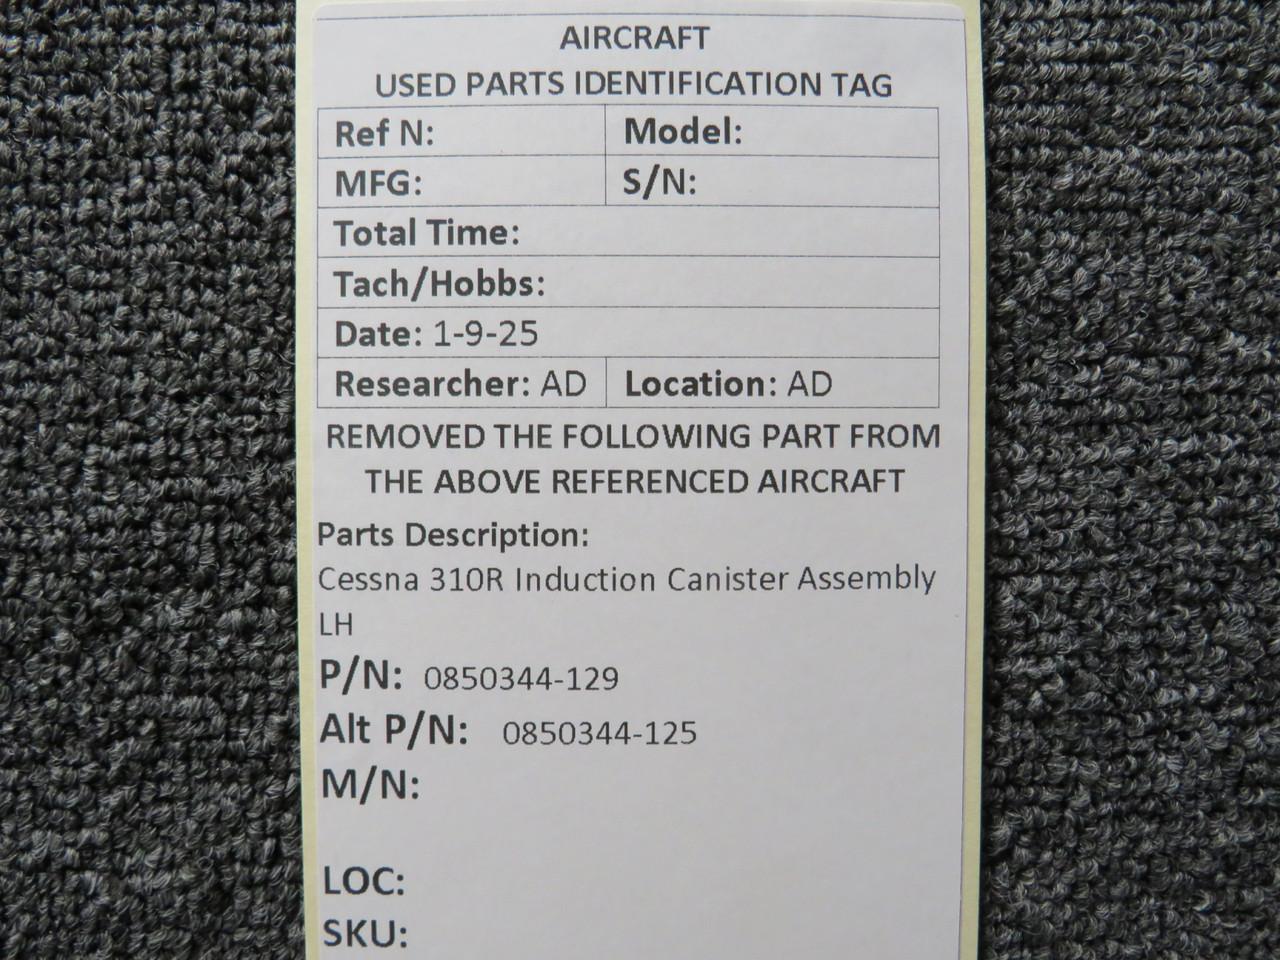 AIRCRAFT
USED PARTS IDENTIFICATION TAG
Ref N: Model:
MFG: S/N:
Total Time:
Tach/Hobbs:
Date: 1-9-25
Researcher: AD Location: AD
REMOVED THE FOLLOWING PART FROM
THE ABOVE REFERENCED AIRCRAFT
Parts Description:
Cessna 310R Induction Canister Assembly
LH
P/N: 0850344-129
Alt P/N: 0850344-125
M/N:
LOC:
SKU: